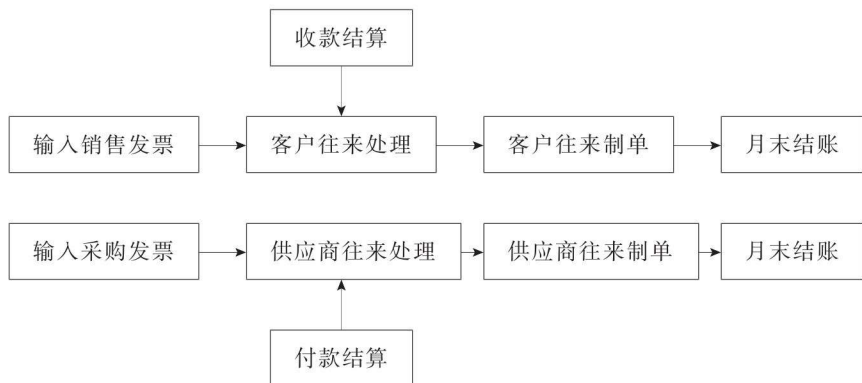 收款结算
输入销售发票
客户往来处理
客户往来制单
月末结账
输入采购发票
供应商往来处理
供应商往来制单
月末结账
付款结算